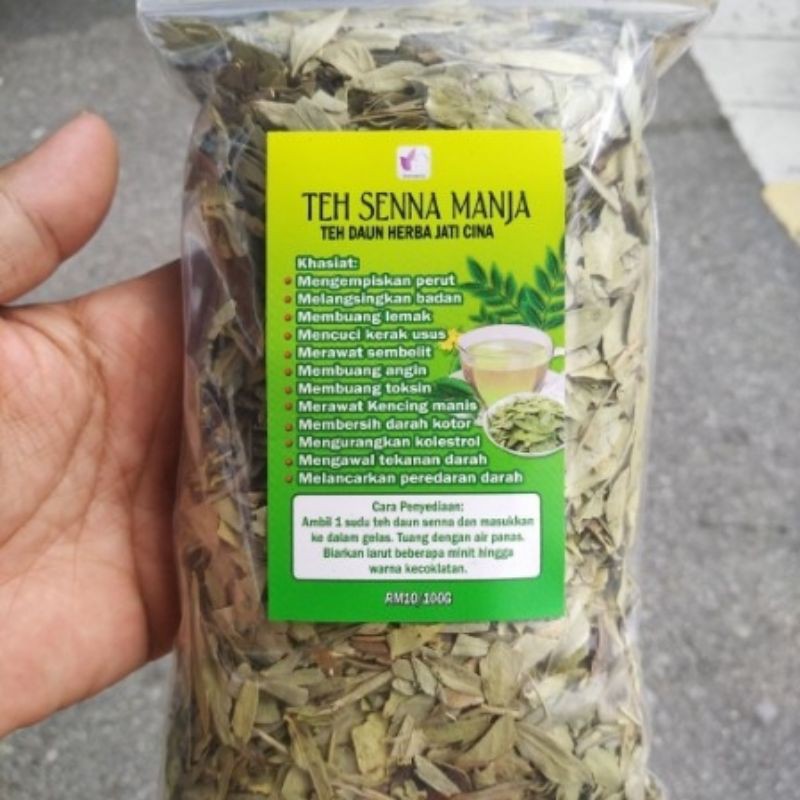 TEH SENNA MANJA
TEH DAUN HERBA JATI CINA
Khasiat:
Mengempiskan perut
Melangsingkan badan
Membuang lemak
Mencuci kerak usus
Merawat sembelit
Membuang angin
Membuang toksin
Merawat Kencing manis
Membersih darah kotor
Mengurangkan kolestrol
Mengawal tekanan darah
Melancarkan peredaran darah
Cara Penyediaan:
Ambil 1 sudu teh daun senna dan masukkan
ke dalam gelas. Tuang dengan air panas.
Biarkan larut beberapa minit hingga
warna kecoklatan.
RM10/100G